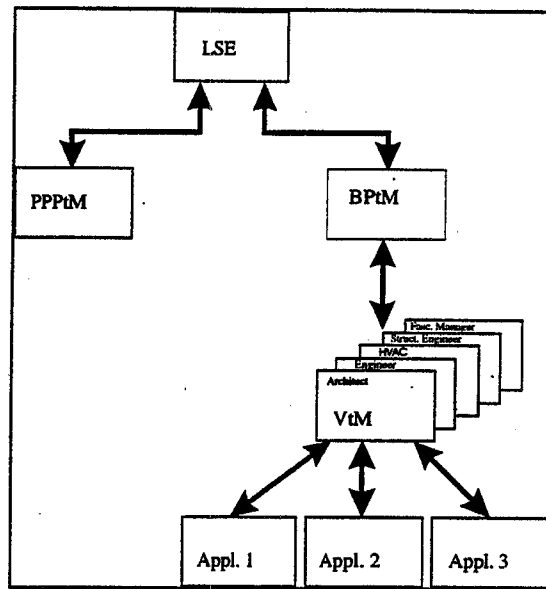 LSE
PPPtM
BPtM
Fac. Manager
Struct. Engineer
HVAC
Engineer
Architect
VtM
Appl. 1
Appl. 2
Appl. 3